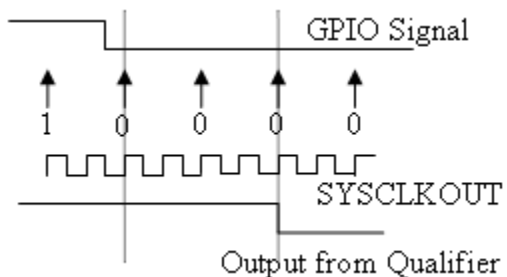 GPIO Signal
1 0 0 0 0
SYSCLKOUT
Output from Qualifier